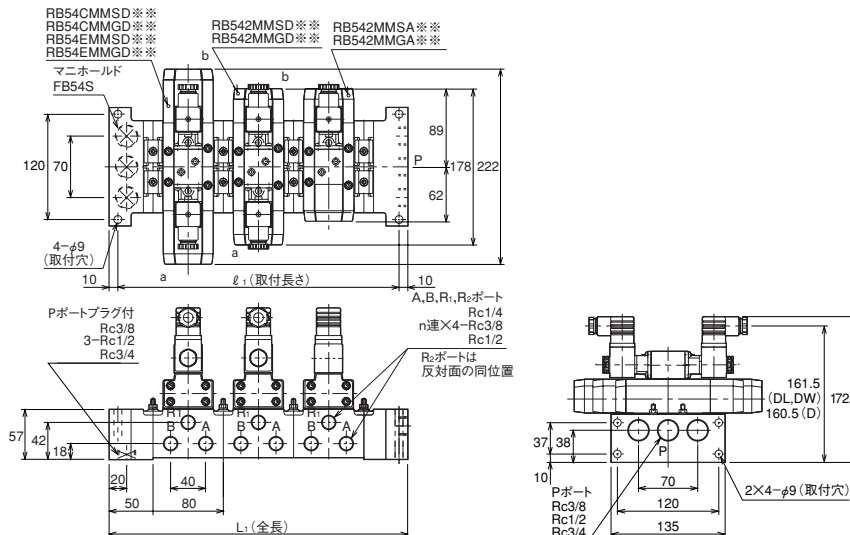 RB54CMMSD※※
RB54CMMGD※※
RB54EMMSD※※
RB54EMMGD※※
マニホールド
FB54S
RB542MMSD※※
RB542MMGD※※
RB542MMSA※※
RB542MMGA※※
b
b
120
70
P
89
178
222
62
4-φ9
(取付穴)
a
a
10
ℓ1(取付長さ)
10
Pポートプラグ付
Rc3/8
3-Rc1/2
Rc3/4
A,B,R1,R2ポート
Rc1/4
n連×4-Rc3/8
Rc1/2
R2ポートは
反対面の同位置
57
42
18
R1
B
A
R1
B
A
R1
B
A
20
40
50
80
L1(全長)
161.5
(DL,DW)
160.5(D)
172
37
38
10
P
70
120
135
2×4-φ9(取付穴)
Pポート
Rc3/8
Rc1/2
Rc3/4